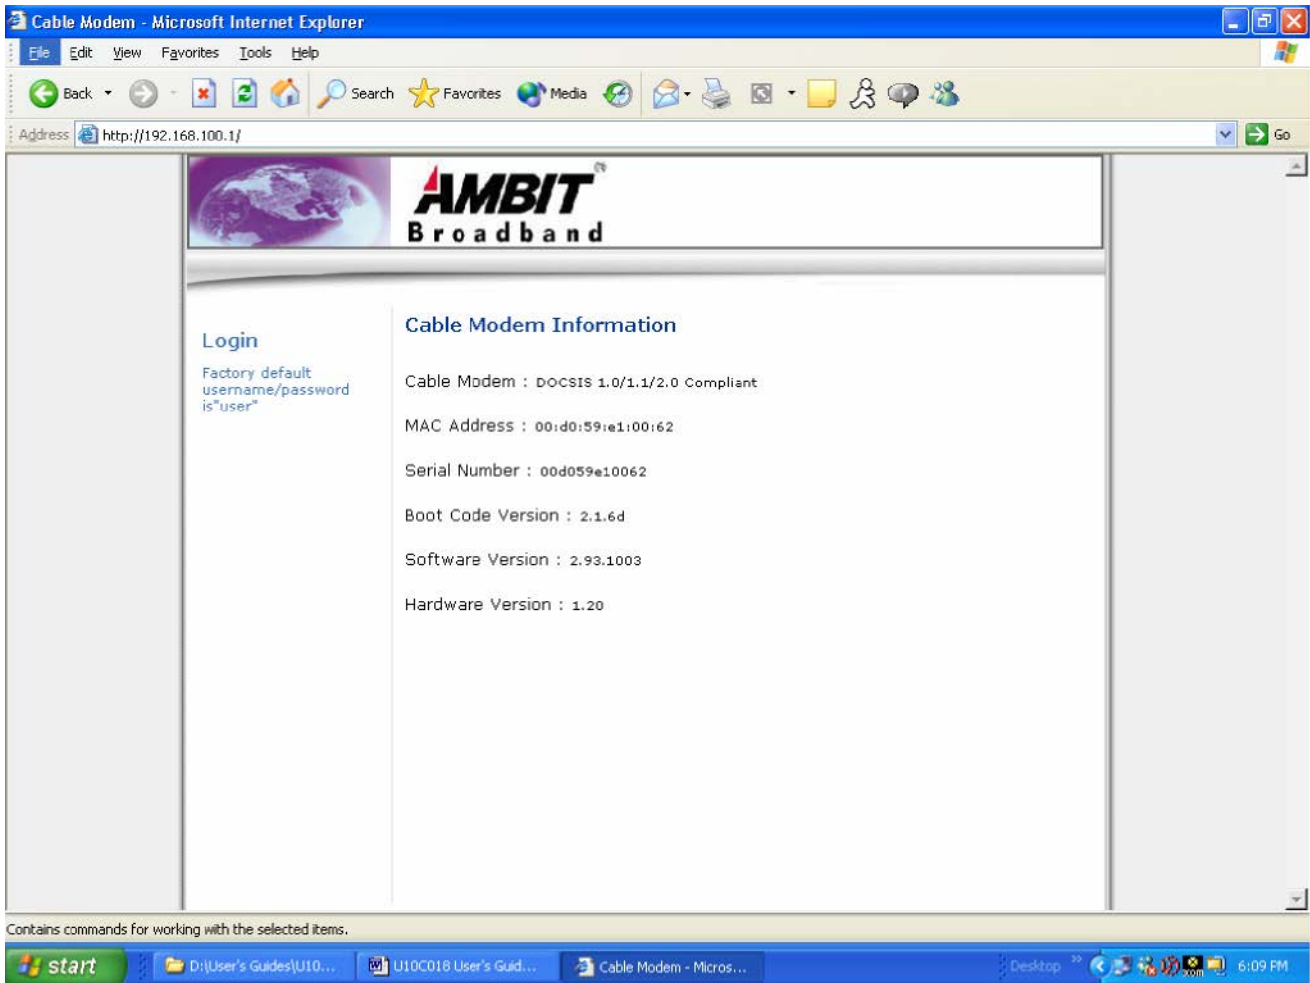 Cable Modem - Microsoft Internet Explorer
File Edit View Favorites Tools Help
Back Search Favorites Media
Address http://192.168.100.1/ Go
AMBIT®
Broadband
Login
Factory default
username/password
is"user"
Cable Modem Information
Cable Modem : DOCSIS 1.0/1.1/2.0 Compliant
MAC Address : 00:d0:59:e1:00:62
Serial Number : 00d059e10062
Boot Code Version : 2.1.6d
Software Version : 2.93.1003
Hardware Version : 1.20
Contains commands for working with the selected items.
start D:\User's Guides\U10... U10C018 User's Guid... Cable Modem - Micros... Desktop » 6:09 PM